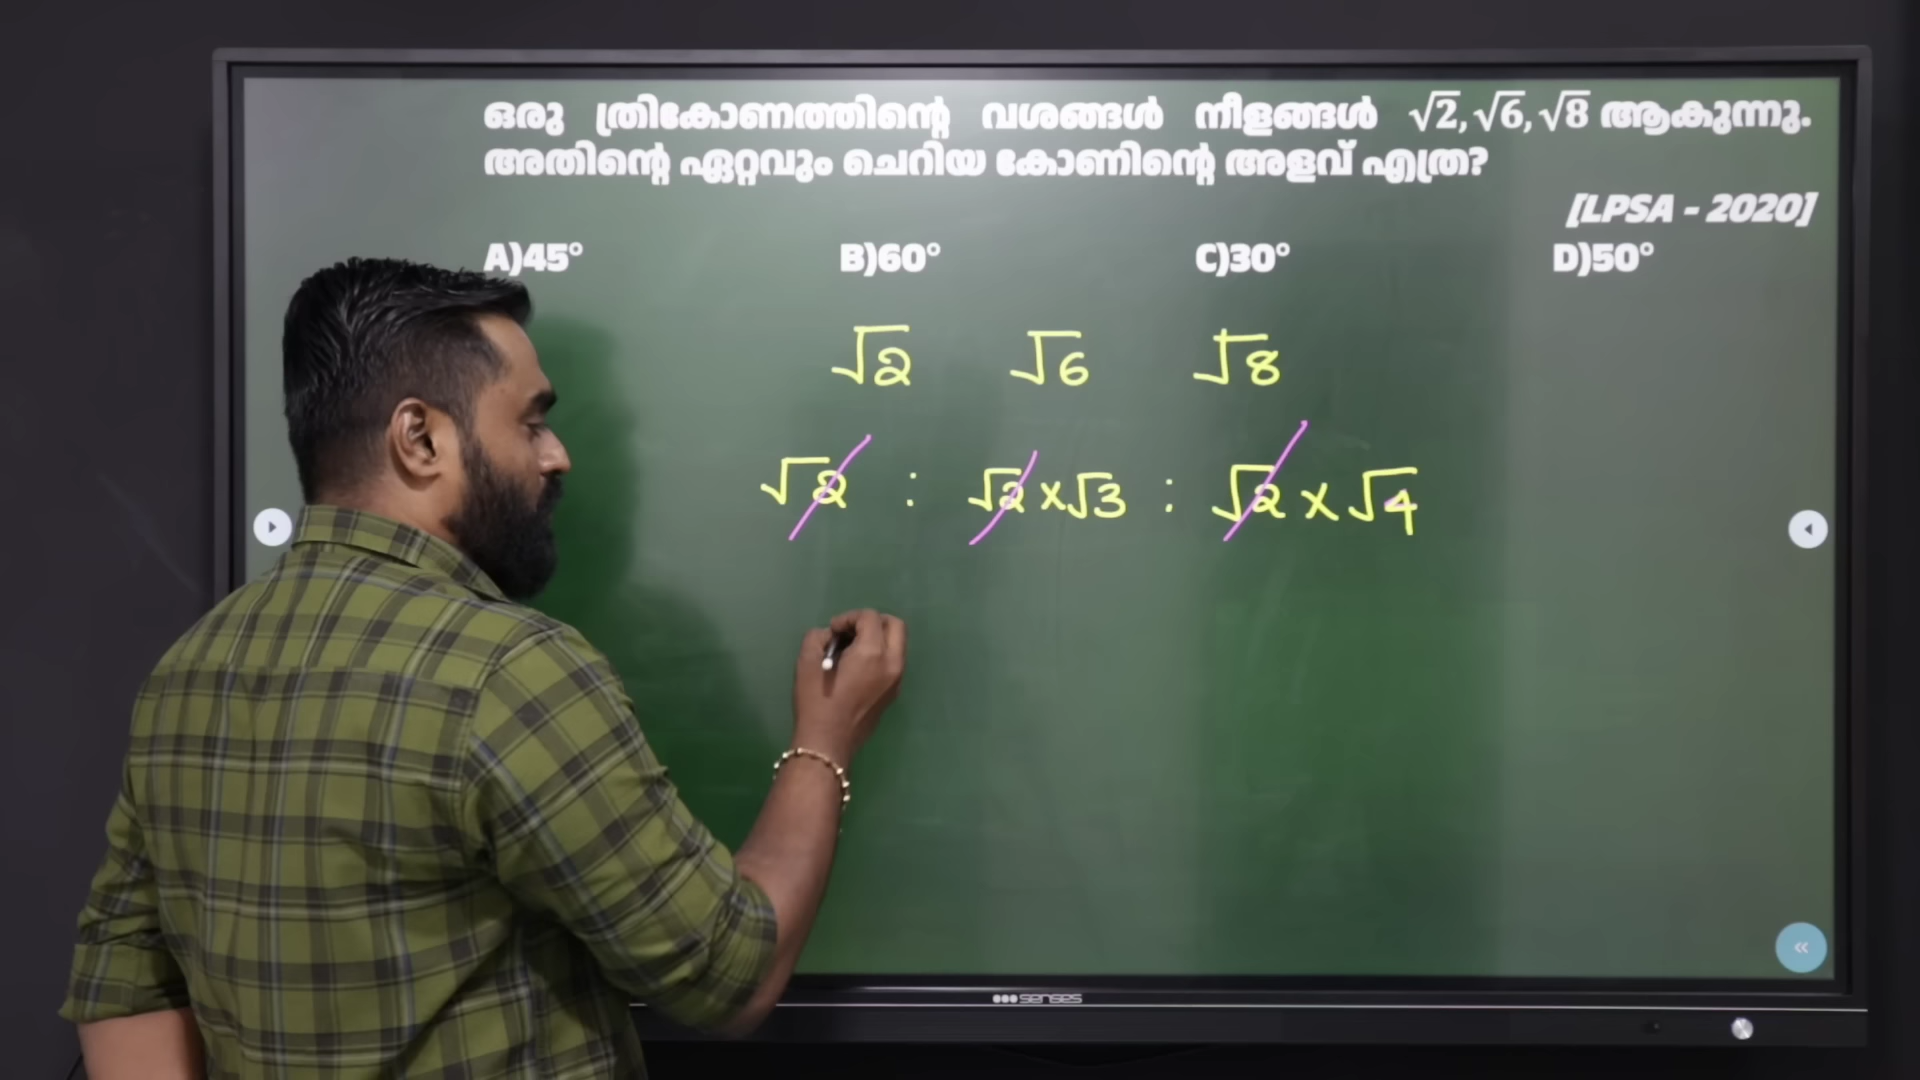 ഒരു ത്രികോണത്തിന്റെ വശങ്ങൾ നീളങ്ങൾ √2, √6, √8 ആകുന്നു.
അതിന്റെ ഏറ്റവും ചെറിയ കോണിന്റെ അളവ് എത്ര?
[LPSA - 2020]
A)45° B)60° C)30° D)50°
√2 √6 √8
√2 : √2 x √3 : √2 x √4
senses